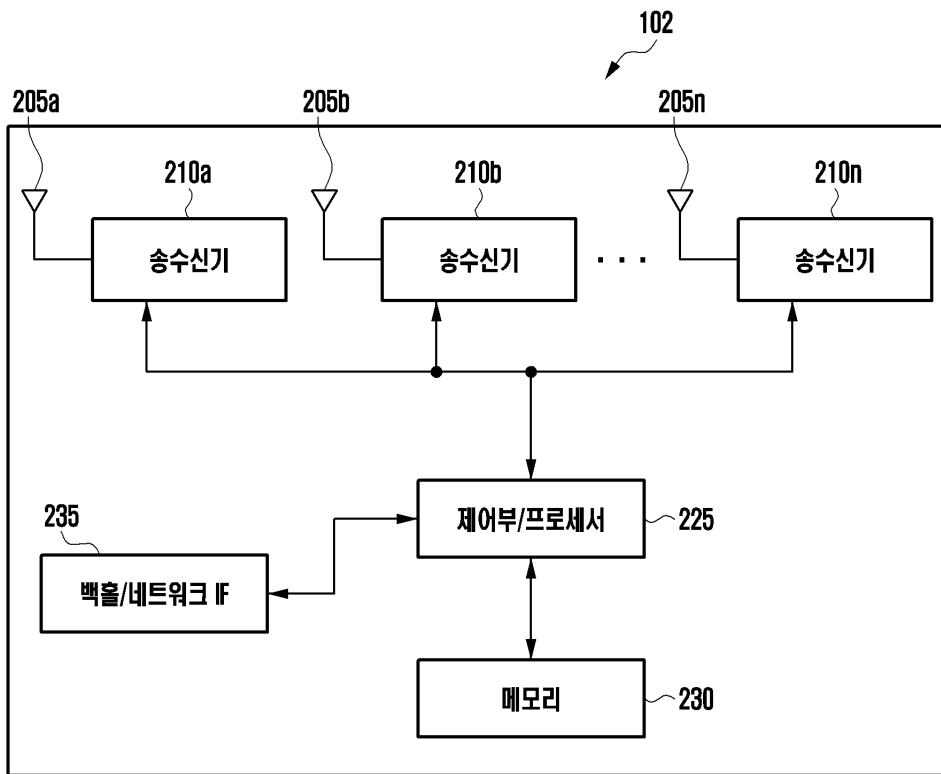 102
205a
205b
205n
210a
210b
210n
송수신기
송수신기
· · ·
송수신기
235
제어부/프로세서
225
백홀/네트워크 IF
메모리
230